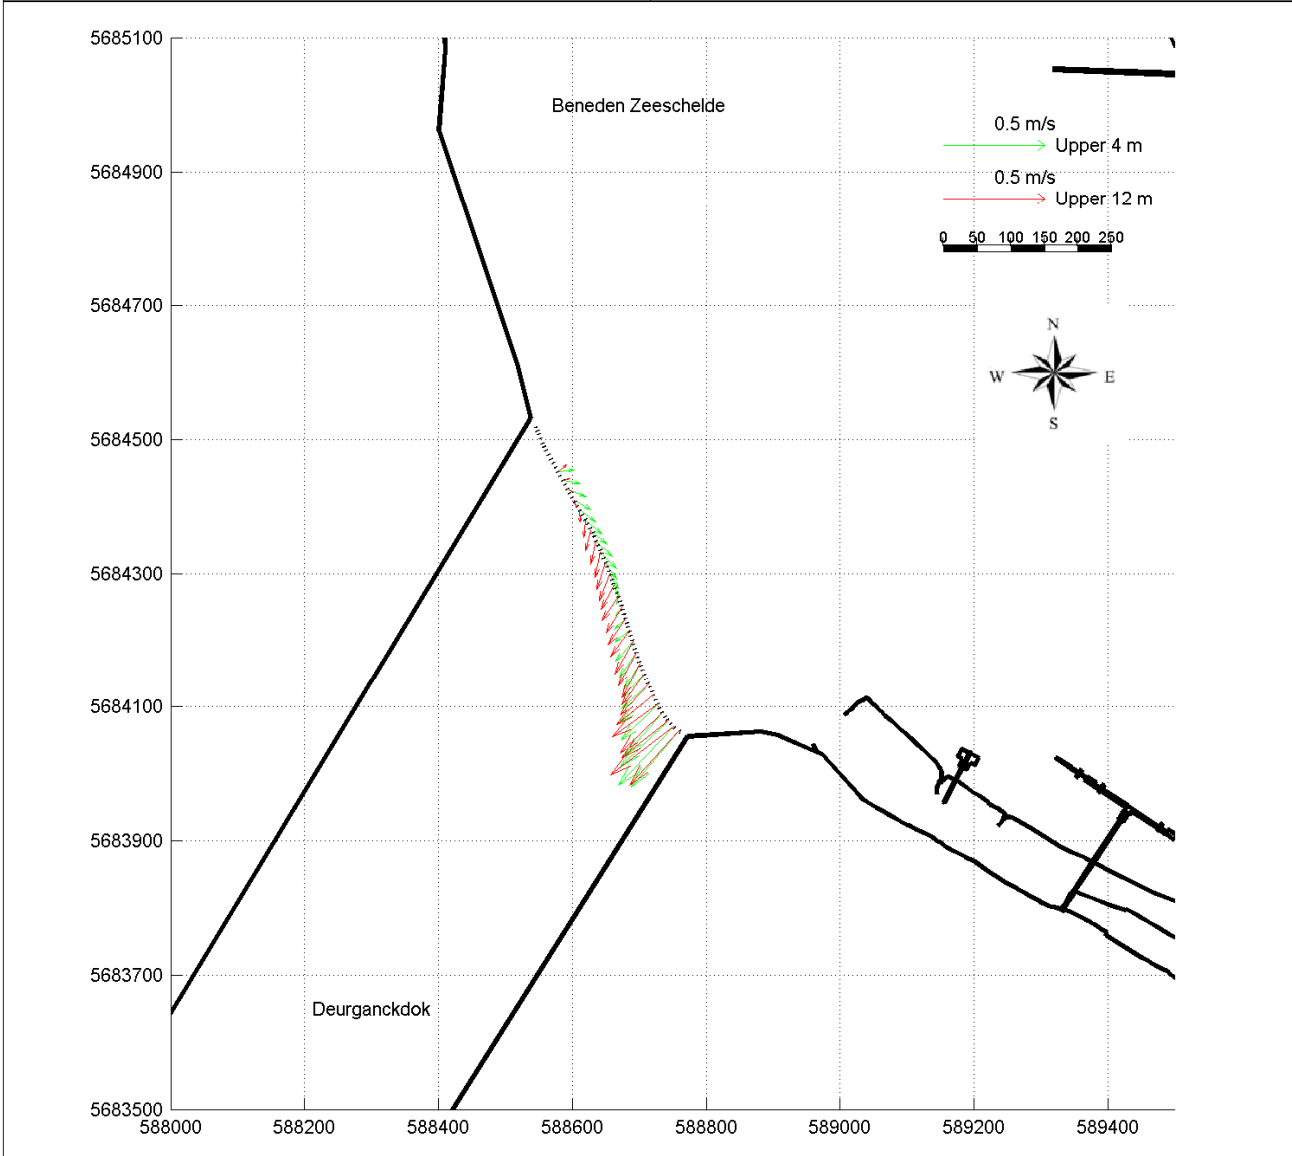 5685100
Beneden Zeeschelde
0.5 m/s
Upper 4 m
5684900
0.5 m/s
Upper 12 m
0 50 100 150 200 250
5684700
N
W E
S
5684500
5684300
5684100
5683900
5683700
Deurganckdok
5683500
588000 588200 588400 588600 588800 589000 589200 589400